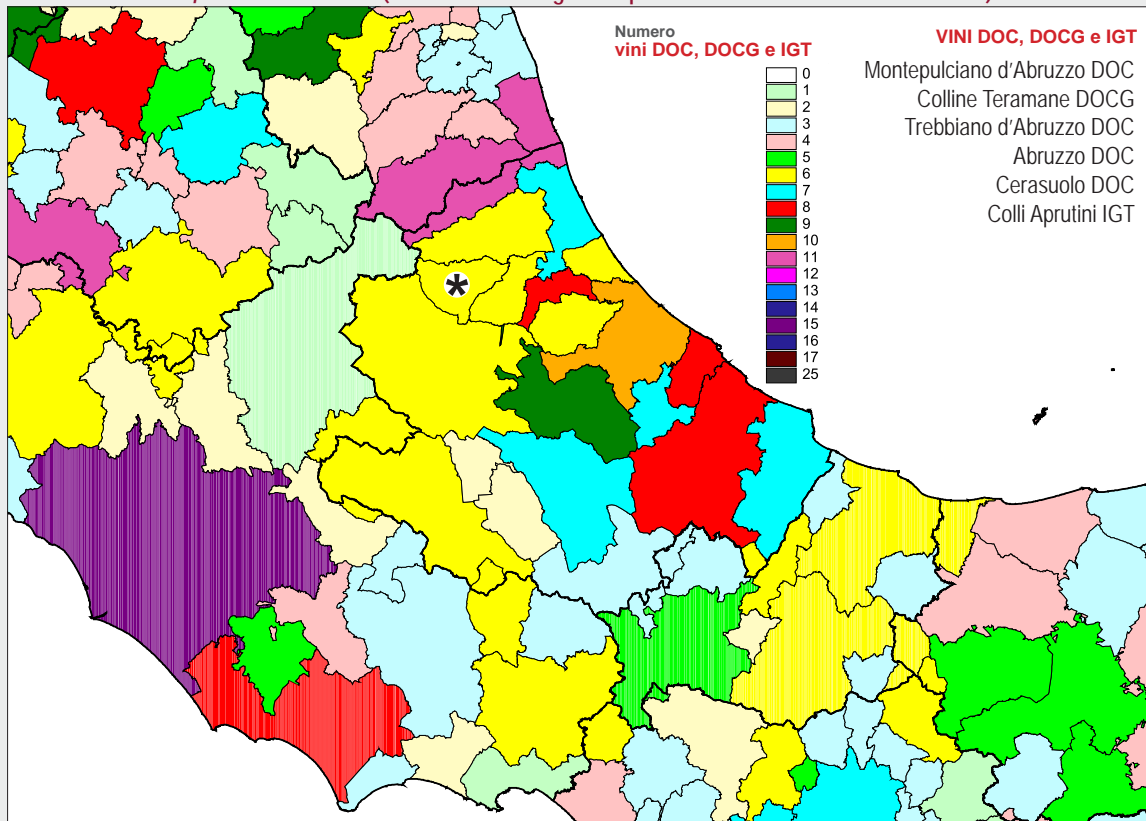 Numero
vini DOC, DOCG e IGT
0
1
2
3
4
5
6
7
8
9
10
11
12
13
14
15
16
17
25
VINI DOC, DOCG e IGT
Montepulciano d'Abruzzo DOC
Colline Teramane DOCG
Trebbiano d'Abruzzo DOC
Abruzzo DOC
Cerasuolo DOC
Colli Aprutini IGT
*